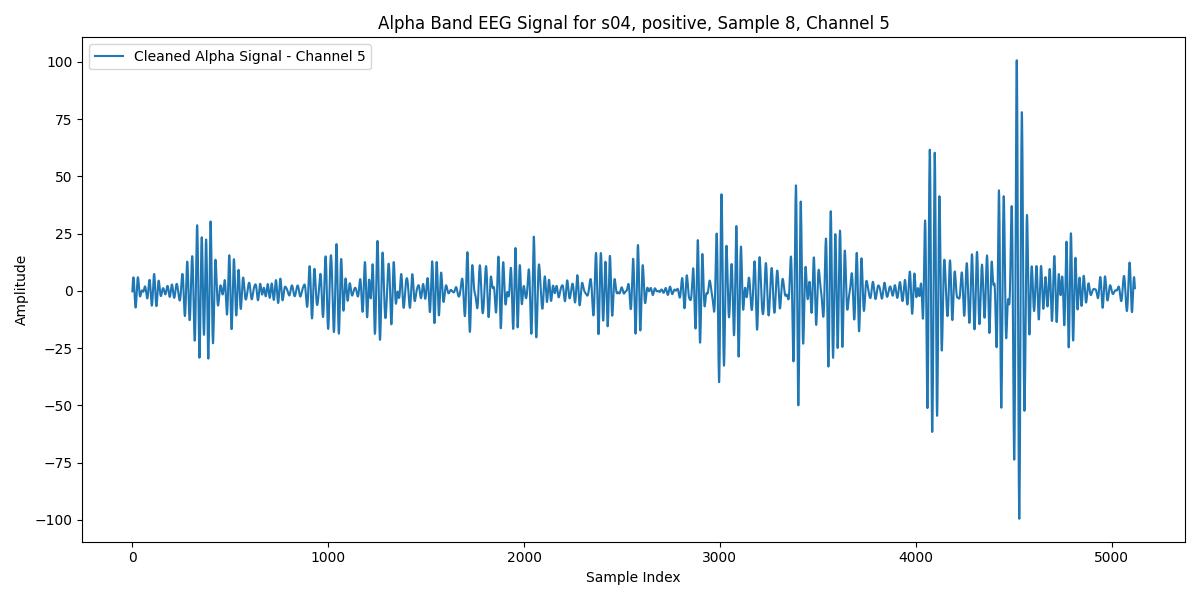 Alpha Band EEG Signal for s04, positive, Sample 8, Channel 5
Cleaned Alpha Signal - Channel 5
100
75
50
25
0
−25
−50
−75
−100
Amplitude
0 1000 2000 3000 4000 5000
Sample Index